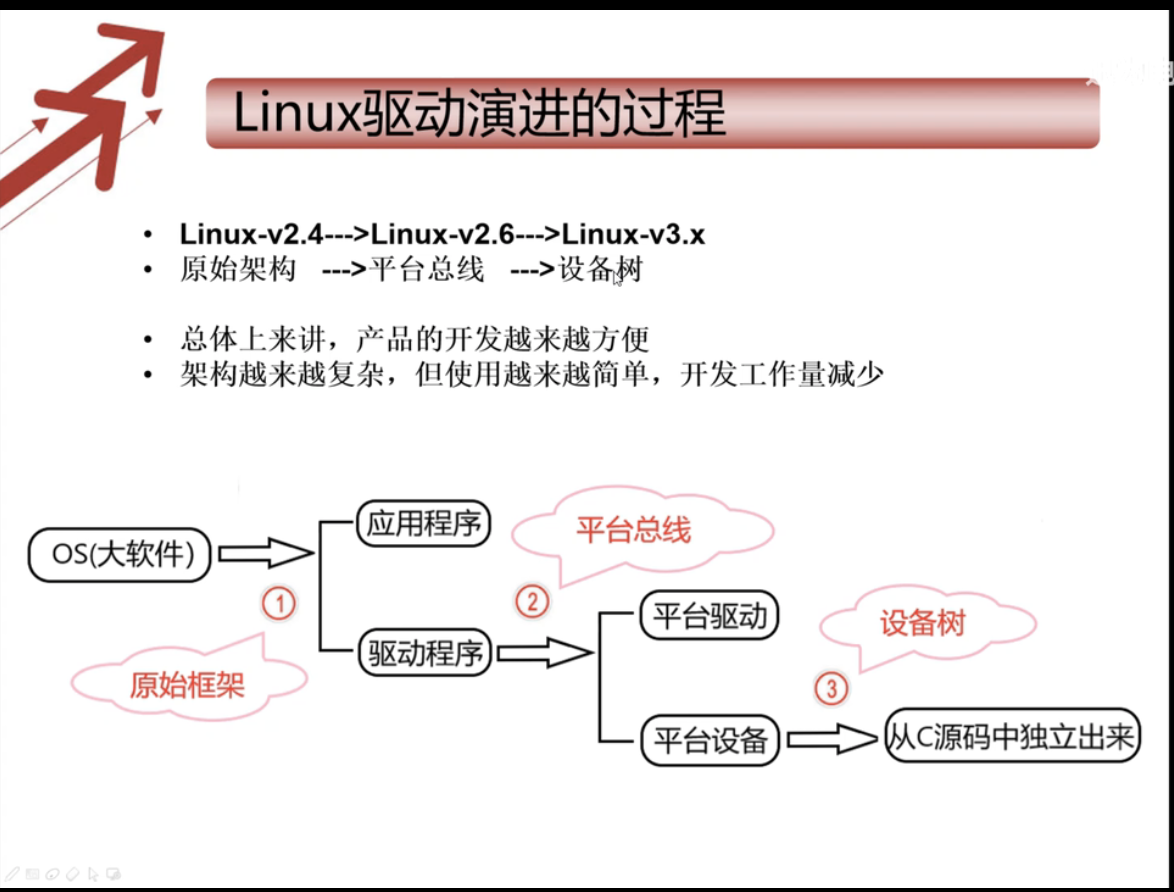 Linux驱动演进的过程
• Linux-v2.4--->Linux-v2.6--->Linux-v3.x
• 原始架构 --->平台总线 --->设备树
• 总体上来讲，产品的开发越来越方便
• 架构越来越复杂，但使用越来越简单，开发工作量减少
应用程序
平台总线
OS(大软件)
①
②
平台驱动
设备树
驱动程序
原始框架
③
平台设备
从C源码中独立出来